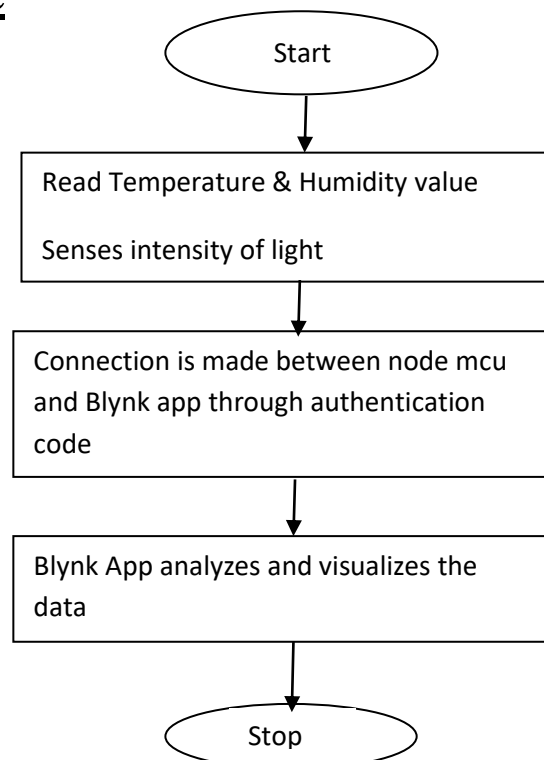 Start
Read Temperature & Humidity value
Senses intensity of light
Connection is made between node mcu
and Blynk app through authentication
code
Blynk App analyzes and visualizes the
data
Stop